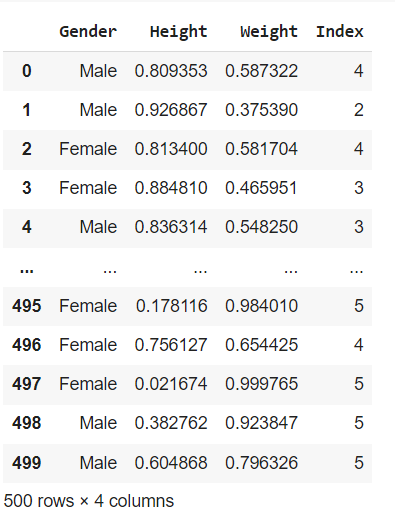 Gender Height Weight Index
0 Male 0.809353 0.587322 4
1 Male 0.926867 0.375390 2
2 Female 0.813400 0.581704 4
3 Female 0.884810 0.465951 3
4 Male 0.836314 0.548250 3
... ... ... ... ...
495 Female 0.178116 0.984010 5
496 Female 0.756127 0.654425 4
497 Female 0.021674 0.999765 5
498 Male 0.382762 0.923847 5
499 Male 0.604868 0.796326 5
500 rows × 4 columns